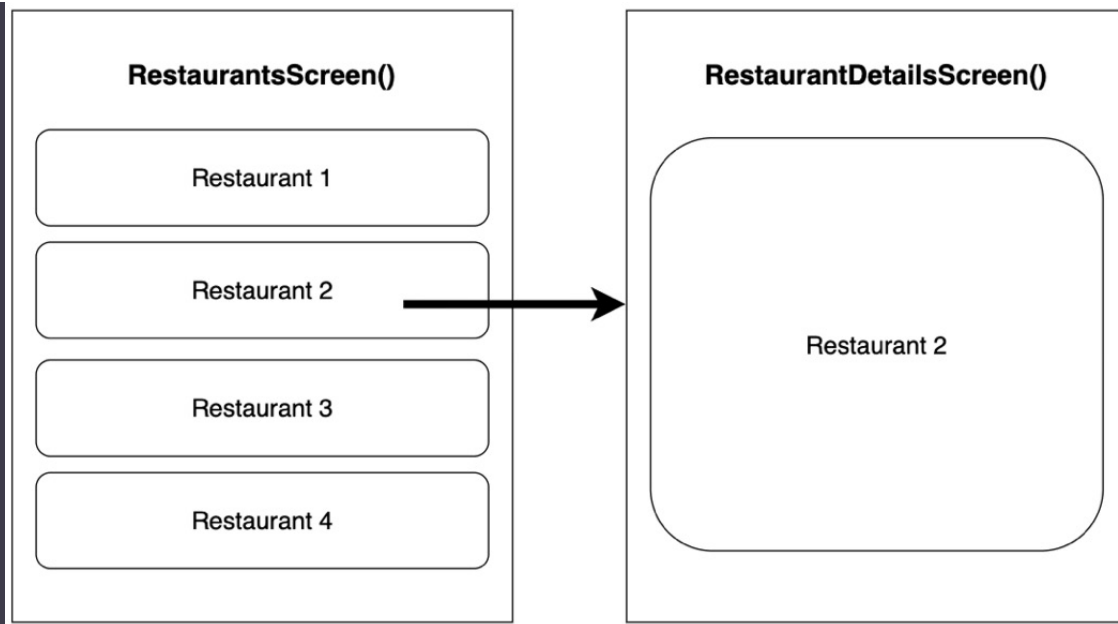 RestaurantsScreen()
Restaurant 1
Restaurant 2
Restaurant 3
Restaurant 4
RestaurantDetailsScreen()
Restaurant 2